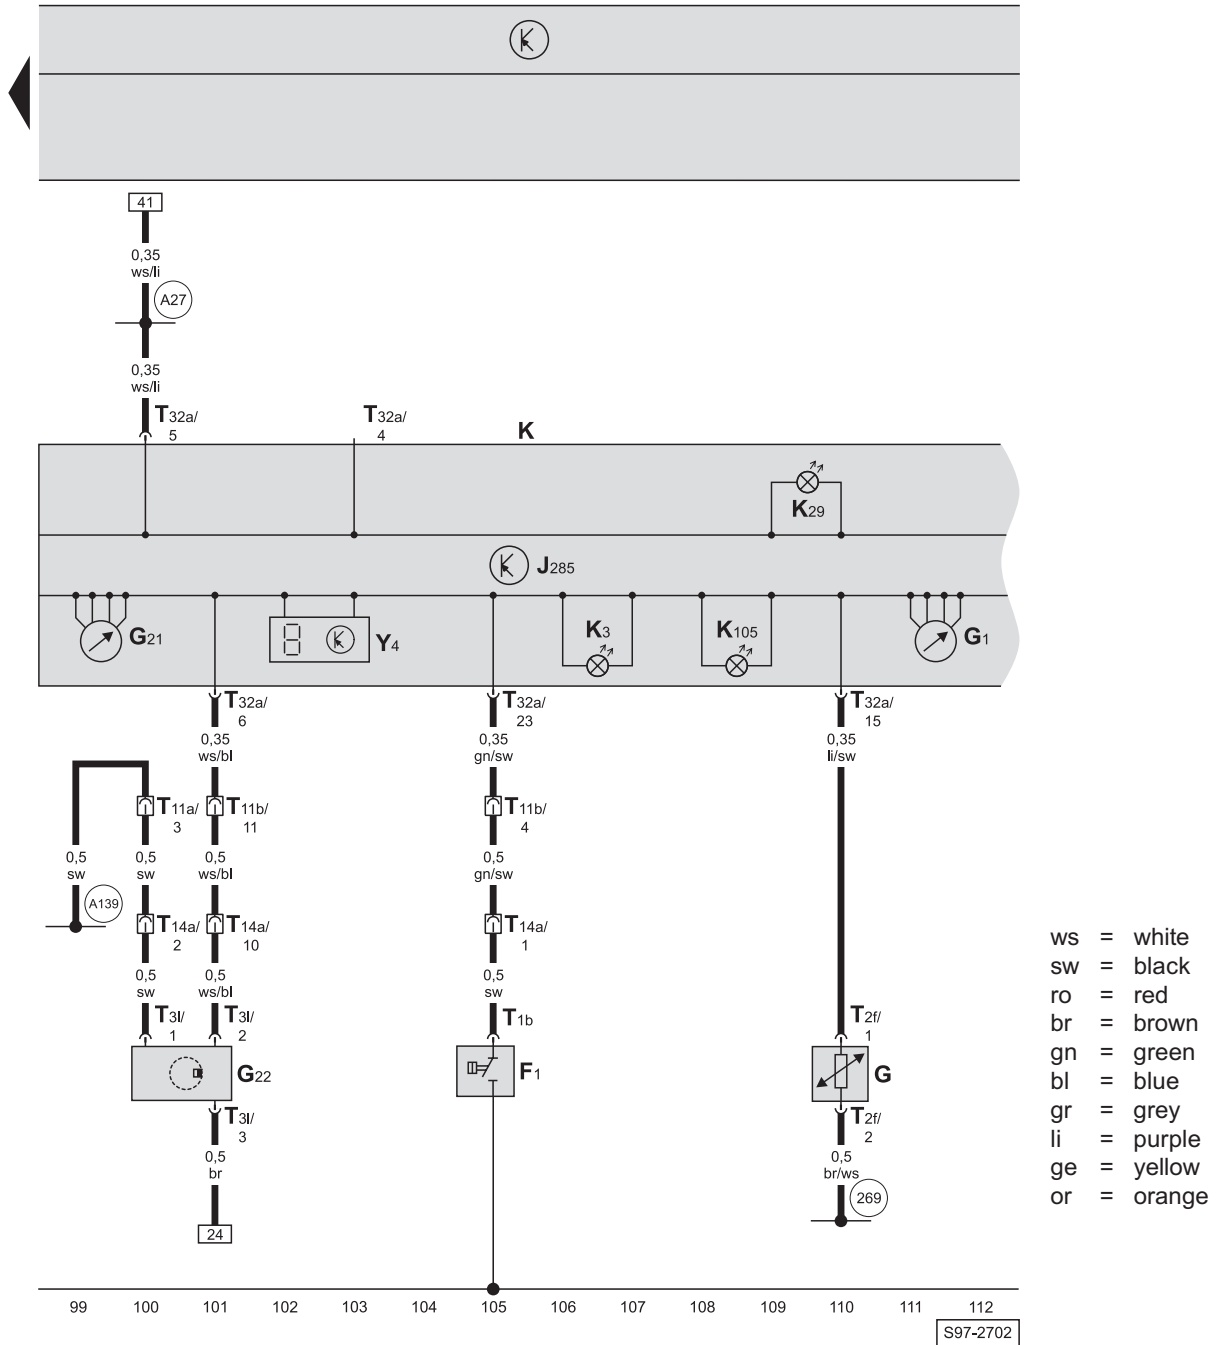 41
0,35
ws/li
A27
0,35
ws/li
T32a/
5
T32a/
4
K
K29
J285
G21
Y4
K3
K105
G1
T32a/
6
T32a/
23
T32a/
15
0,35
ws/bl
0,35
gn/sw
0,35
li/sw
T11a/
3
T11b/
11
T11b/
4
0,5
sw
0,5
sw
0,5
ws/bl
0,5
gn/sw
A139
T14a/
2
T14a/
10
T14a/
1
0,5
sw
0,5
ws/bl
0,5
sw
T3l/
1
T3l/
2
T1b
T2f/
1
G22
F1
G
T3l/
3
T2f/
2
0,5
br
0,5
br/ws
269
24
ws = white
sw = black
ro = red
br = brown
gn = green
bl = blue
gr = grey
li = purple
ge = yellow
or = orange
99 100 101 102 103 104 105 106 107 108 109 110 111 112
S97-2702